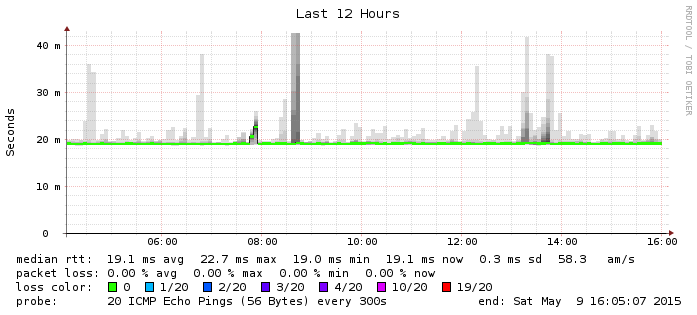 Last 12 Hours
RRDTOOL / TOBI OETIKER
Seconds
40 m
30 m
20 m
10 m
0
06:00 08:00 10:00 12:00 14:00 16:00
median rtt: 19.1 ms avg 22.7 ms max 19.0 ms min 19.1 ms now 0.3 ms sd 58.3 am/s
packet loss: 0.00 % avg 0.00 % max 0.00 % min 0.00 % now
loss color: 0 1/20 2/20 3/20 4/20 10/20 19/20
probe: 20 ICMP Echo Pings (56 Bytes) every 300s end: Sat May 9 16:05:07 2015